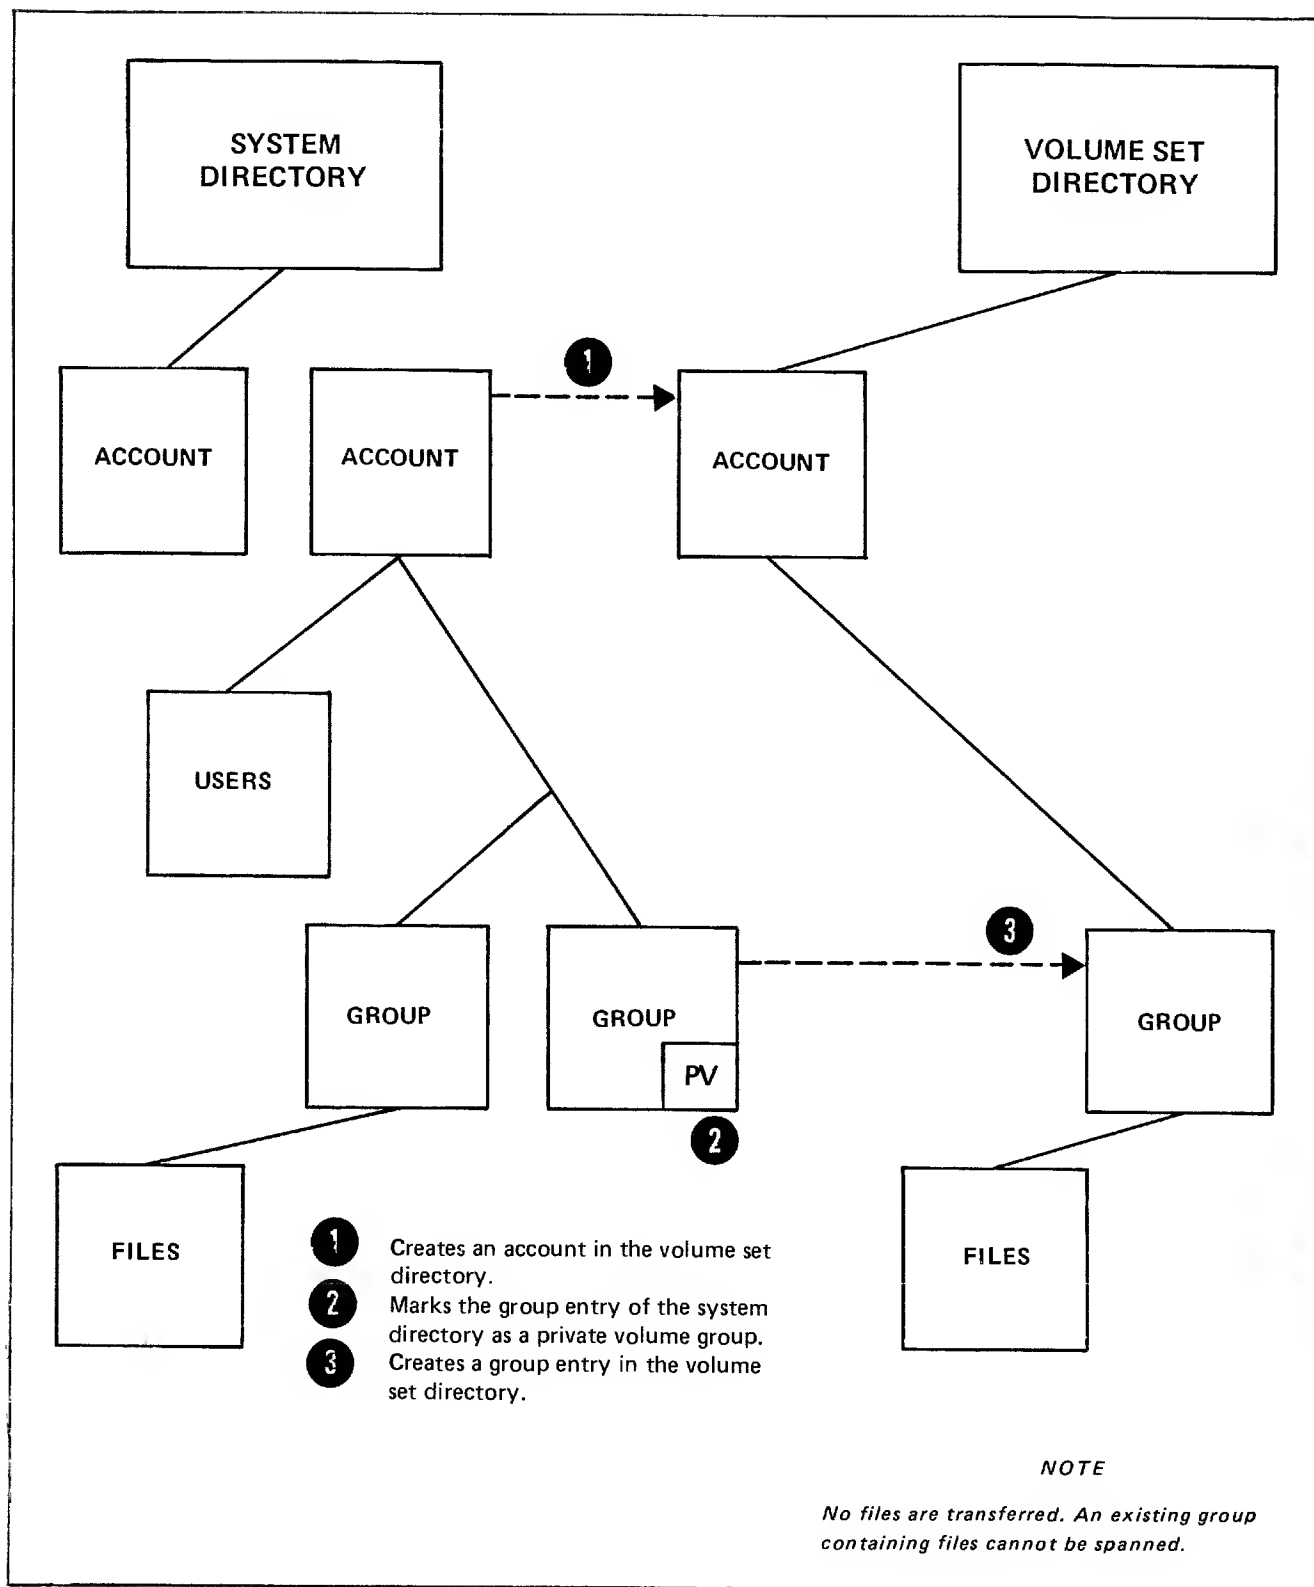 SYSTEM
DIRECTORY
VOLUME SET
DIRECTORY
1
ACCOUNT
ACCOUNT
ACCOUNT
USERS
3
GROUP
GROUP
PV
GROUP
2
FILES
FILES
1 Creates an account in the volume set
directory.
2 Marks the group entry of the system
directory as a private volume group.
3 Creates a group entry in the volume
set directory.
NOTE
No files are transferred. An existing group
containing files cannot be spanned.